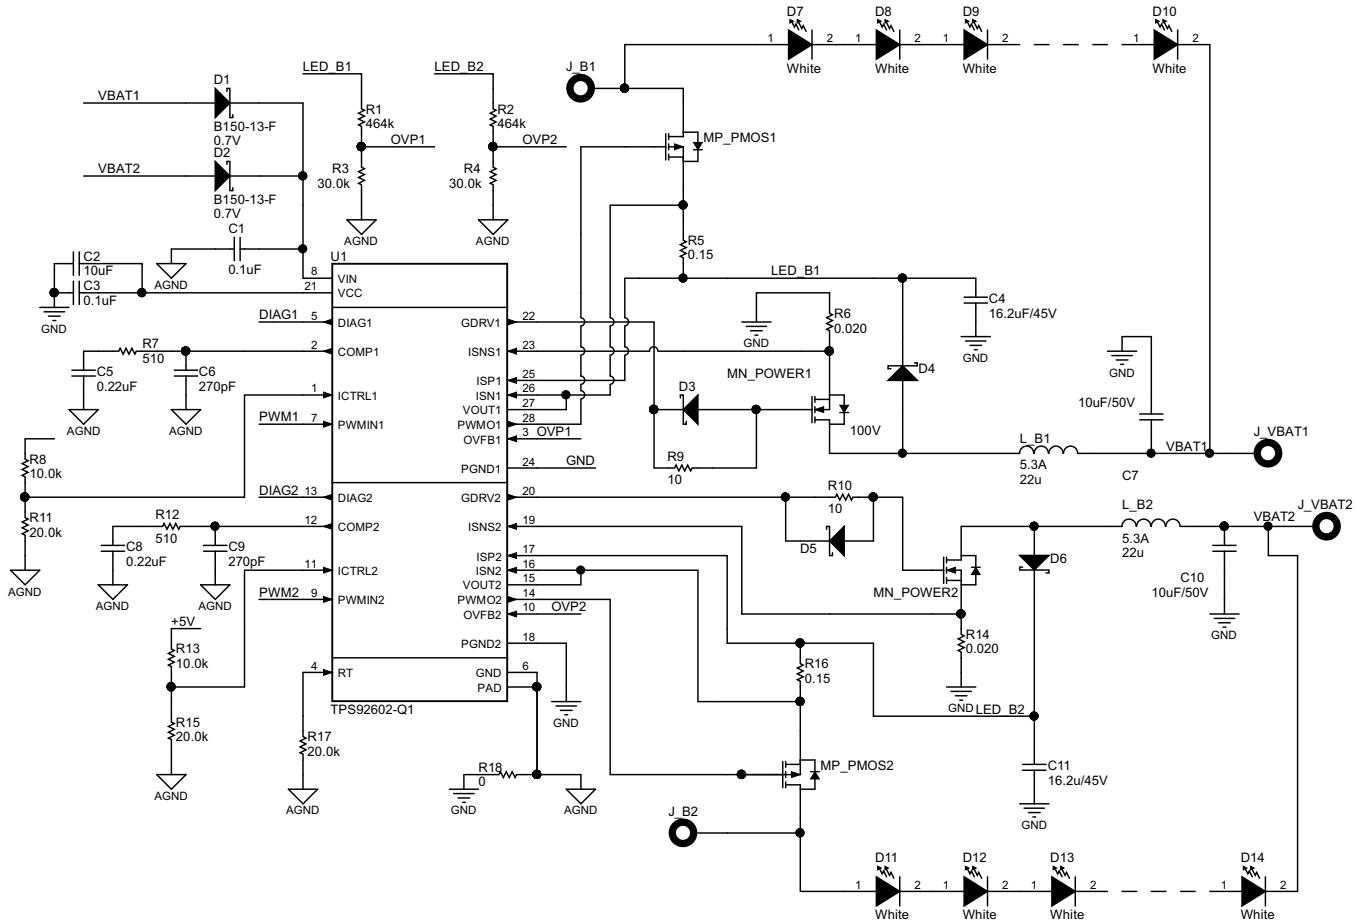 D7
D8
D9
D10
1 2 1 2 1 2 1 2
White
White
White
White
J_B1
LED_B1
LED_B2
D1
VBAT1
B150-13-F
0.7V
R1
464k
OVP1
R2
464k
OVP2
MP_PMOS1
D2
VBAT2
B150-13-F
0.7V
R3
30.0k
AGND
R4
30.0k
AGND
C1
0.1uF
AGND
C2
10uF
C3
0.1uF
GND
R5
0.15
LED_B1
C4
16.2uF/45V
GND
U1
8 VIN
21 VCC
DIAG1 5 DIAG1
GDRV1 22
R6
0.020
GND
R7
510
2 COMP1
ISNS1 23
C5
0.22uF
AGND
C6
270pF
AGND
ISP1 25
MN_POWER1
D4
GND
1 ICTRL1
ISN1 26
VOUT1 27
D3
10uF/50V
PWM1 7 PWMIN1
PWMO1 28
100V
OVFB1 3 OVP1
L_B1
5.3A
22u
VBAT1
J_VBAT1
C7
R8
10.0k
PGND1 24 GND
R9
10
DIAG2 13 DIAG2
GDRV2 20
R10
10
R11
20.0k
AGND
R12
510
12 COMP2
ISNS2 19
L_B2
5.3A
22u
VBAT2
J_VBAT2
C8
0.22uF
AGND
C9
270pF
AGND
D5
ISP2 17
D6
11 ICTRL2
ISN2 16
VOUT2 15
C10
10uF/50V
GND
PWM2 9 PWMIN2
PWMO2 14
MN_POWER2
OVFB2 10 OVP2
+5V
R13
10.0k
PGND2 18
R14
0.020
GND
4 RT
GND 6
PAD
R16
0.15
TPS92602-Q1
GND
LED_B2
R15
20.0k
AGND
R17
20.0k
AGND
R18
0
GND
AGND
MP_PMOS2
C11
16.2u/45V
GND
J_B2
D11
D12
D13
D14
1 2 1 2 1 2 1 2
White
White
White
White